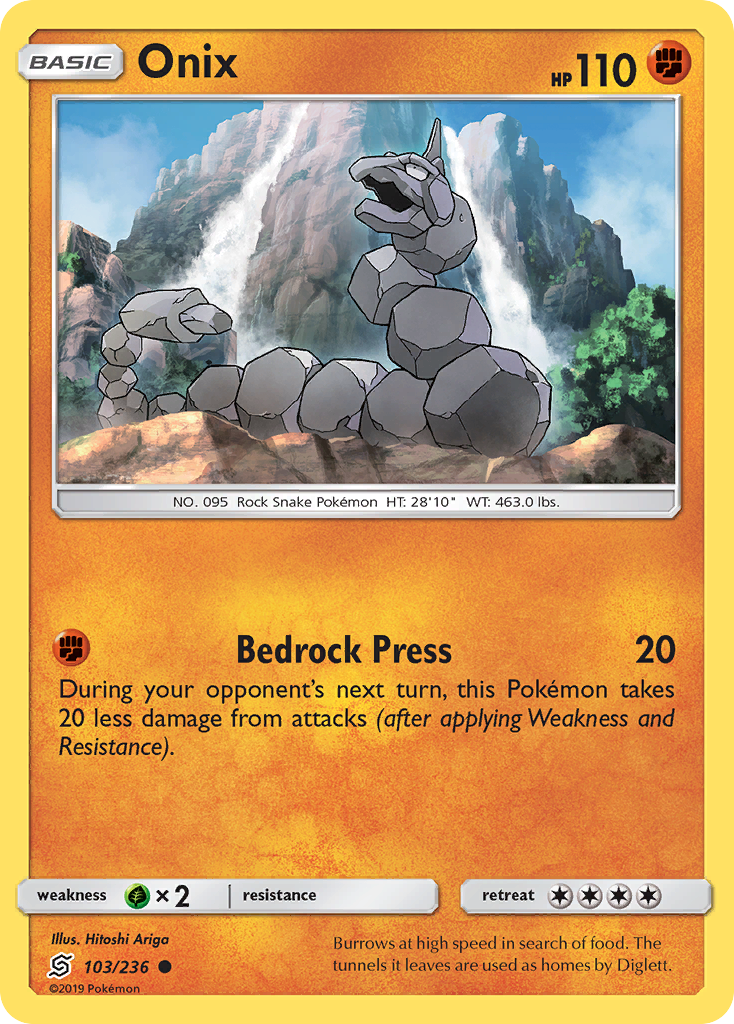 BASIC Onix HP 110
NO. 095 Rock Snake Pokémon HT: 28'10" WT: 463.0 lbs.
Bedrock Press 20
During your opponent's next turn, this Pokémon takes
20 less damage from attacks (after applying Weakness and
Resistance).
weakness × 2 resistance retreat
Illus. Hitoshi Ariga
103/236
©2019 Pokémon
Burrows at high speed in search of food. The
tunnels it leaves are used as homes by Diglett.